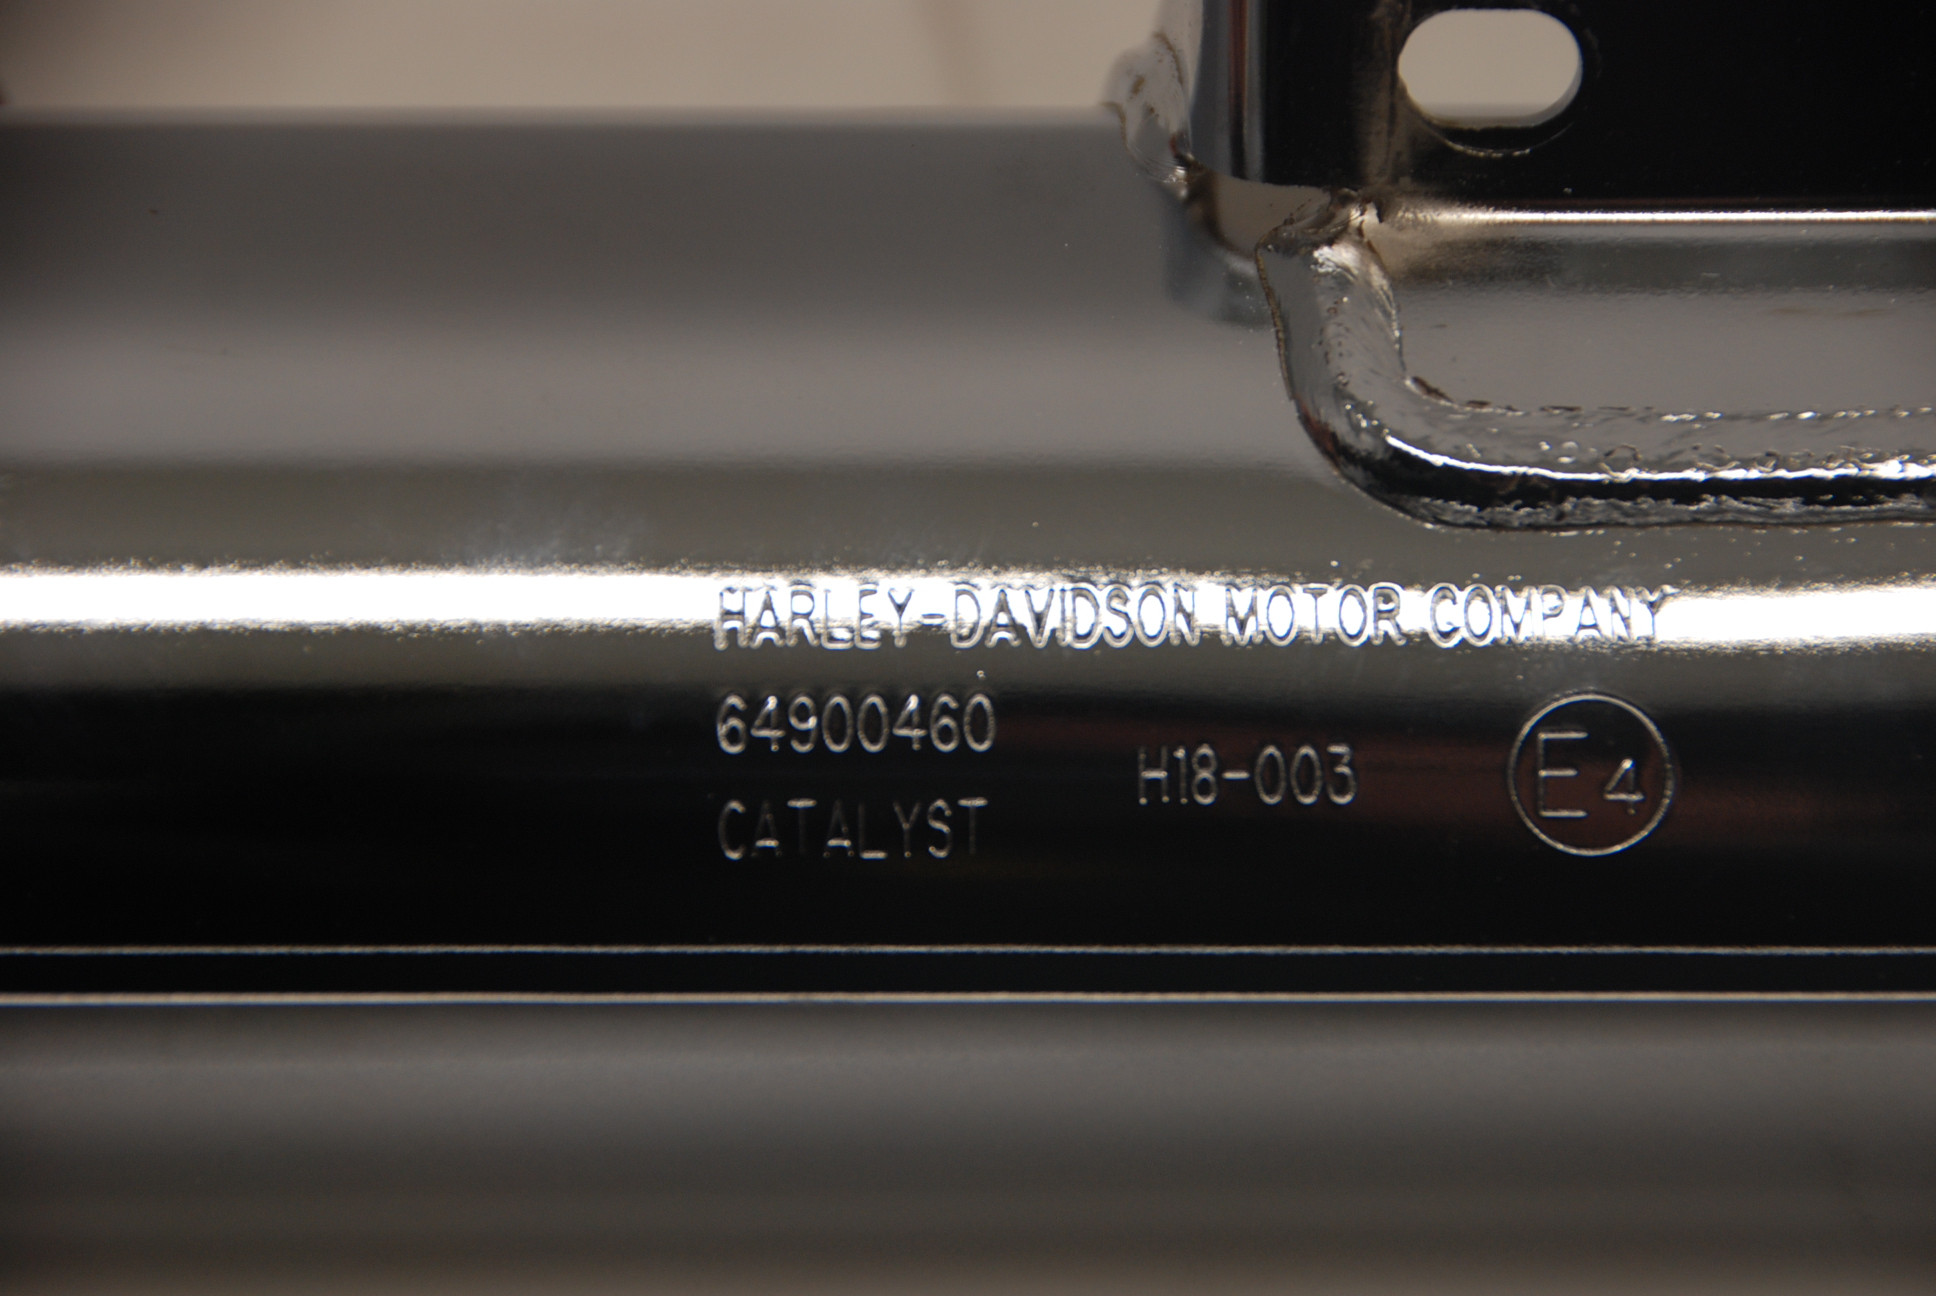 HARLEY-DAVIDSON MOTOR COMPANY
64900460
H18-003
E4
CATALYST